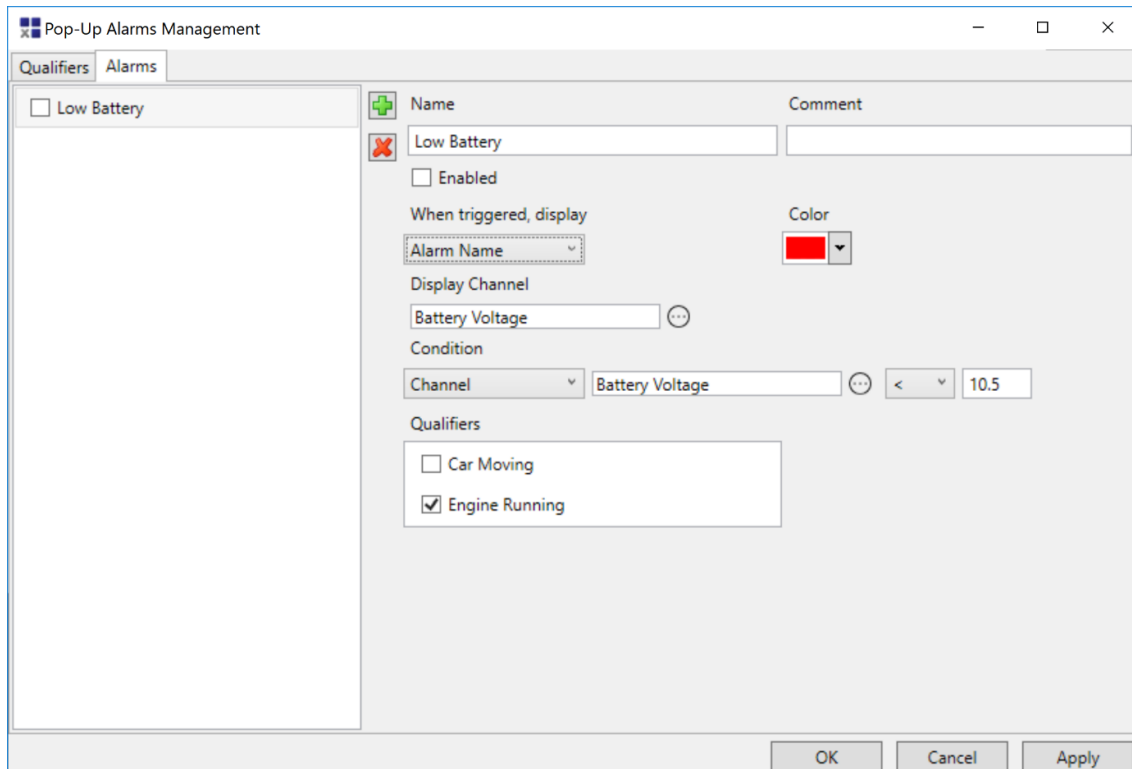 Pop-Up Alarms Management
Qualifiers Alarms
Low Battery
Name Comment
Low Battery
Enabled
When triggered, display Color
Alarm Name
Display Channel
Battery Voltage
Condition
Channel Battery Voltage < 10.5
Qualifiers
Car Moving
Engine Running
OK Cancel Apply